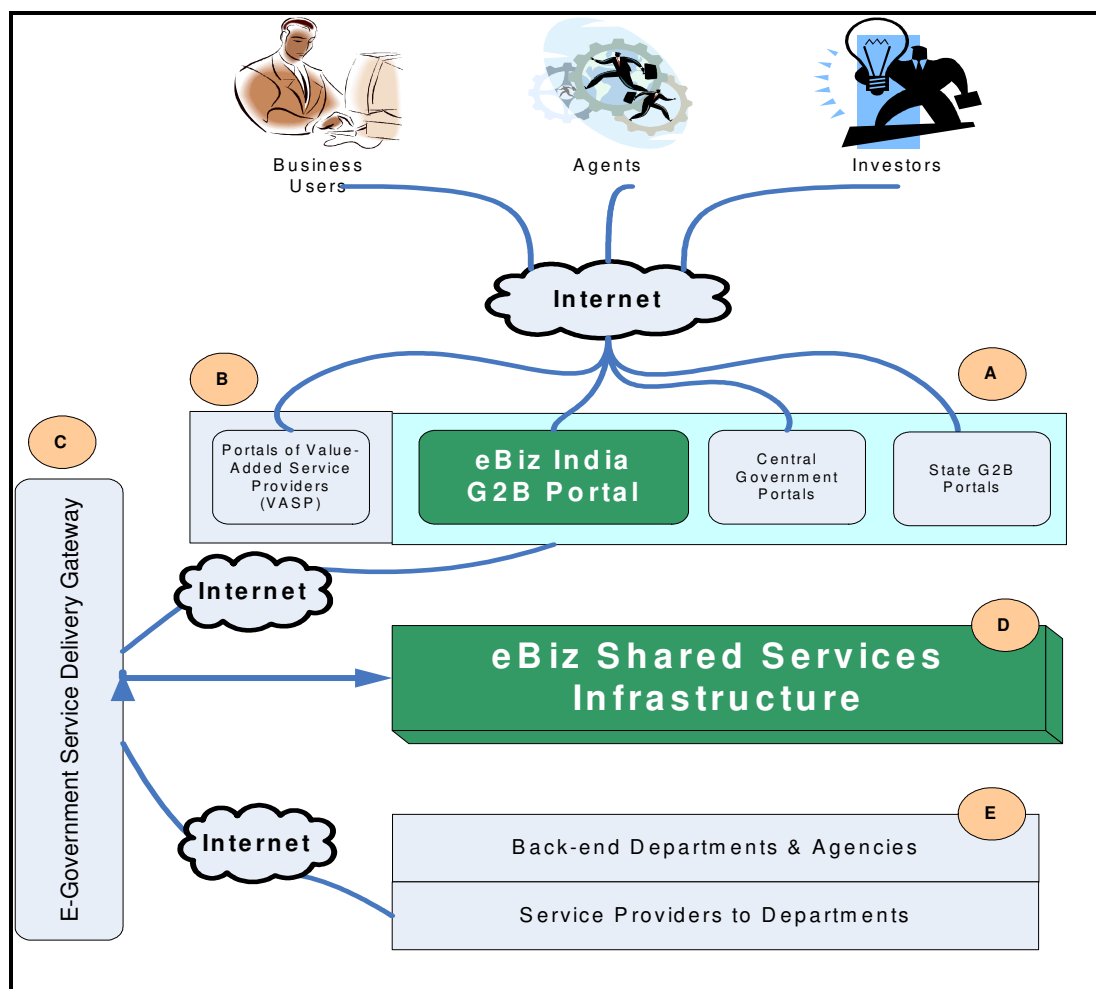 Business
Users
Agents
Investors
Internet
B
A
C
Portals of Value-
Added Service
Providers
(VASP)
eBiz India
G2B Portal
Central
Government
Portals
State G2B
Portals
E-Government Service Delivery Gateway
Internet
D
eBiz Shared Services
Infrastructure
Internet
E
Back-end Departments & Agencies
Service Providers to Departments